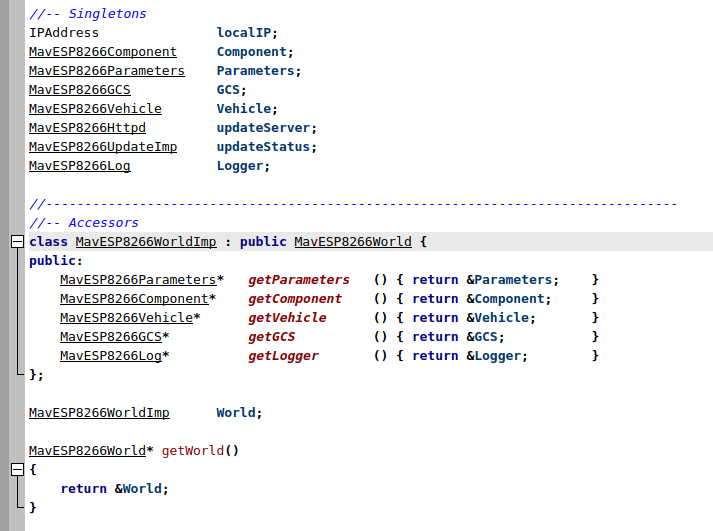 //-- Singletons
IPAddress               localIP;
MavESP8266Component     Component;
MavESP8266Parameters    Parameters;
MavESP8266GCS           GCS;
MavESP8266Vehicle       Vehicle;
MavESP8266Httpd         updateServer;
MavESP8266UpdateImp     updateStatus;
MavESP8266Log           Logger;

//---------------------------------------------------------------------------------
//-- Accessors
class MavESP8266WorldImp : public MavESP8266World {
public:
    MavESP8266Parameters*   getParameters   () { return &Parameters;    }
    MavESP8266Component*    getComponent    () { return &Component;     }
    MavESP8266Vehicle*      getVehicle      () { return &Vehicle;       }
    MavESP8266GCS*          getGCS          () { return &GCS;           }
    MavESP8266Log*          getLogger       () { return &Logger;        }
};

MavESP8266WorldImp      World;

MavESP8266World* getWorld()
{
    return &World;
}